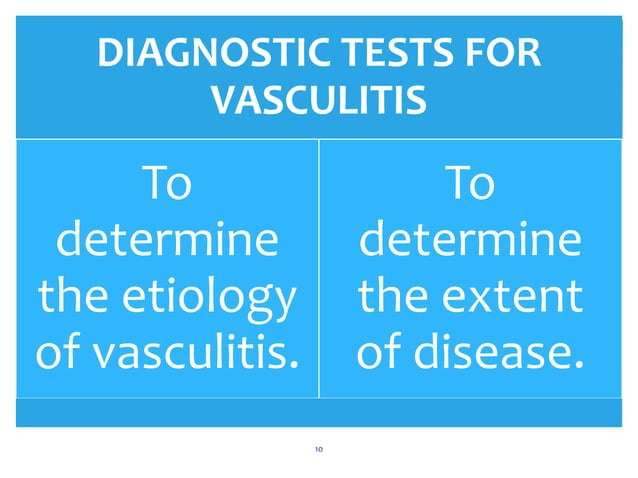 DIAGNOSTIC TESTS FOR
VASCULITIS
To
determine
the etiology
of vasculitis.
To
determine
the extent
of disease.
10